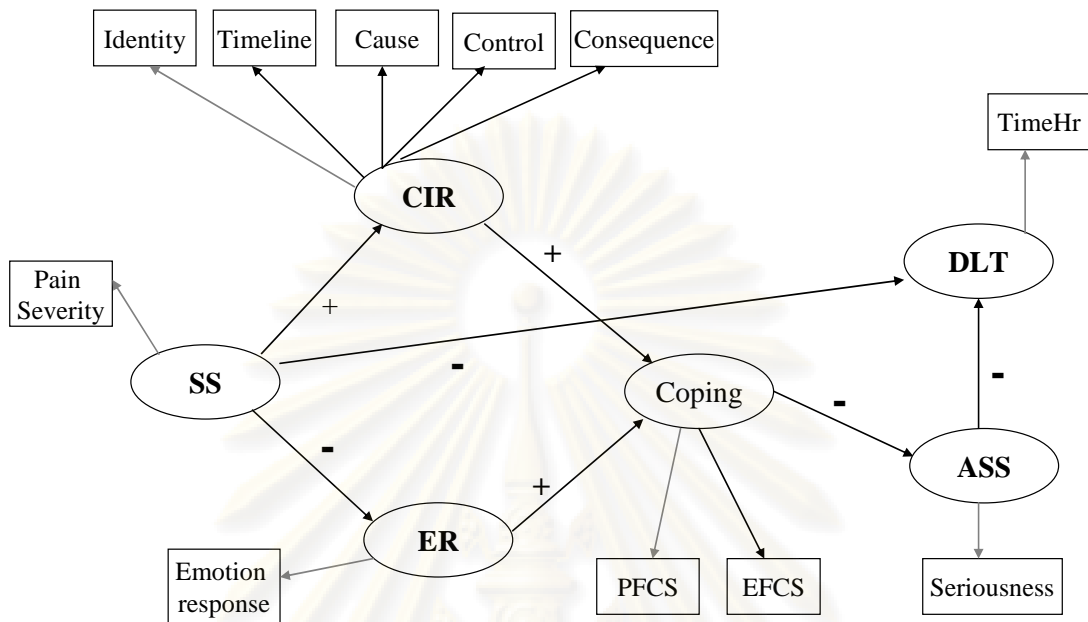 Identity
Timeline
Cause
Control
Consequence
TimeHr
CIR
+
DLT
Pain
Severity
+
SS
-
Coping
-
-
-
ASS
+
ER
Emotion
response
PFCS
EFCS
Seriousness